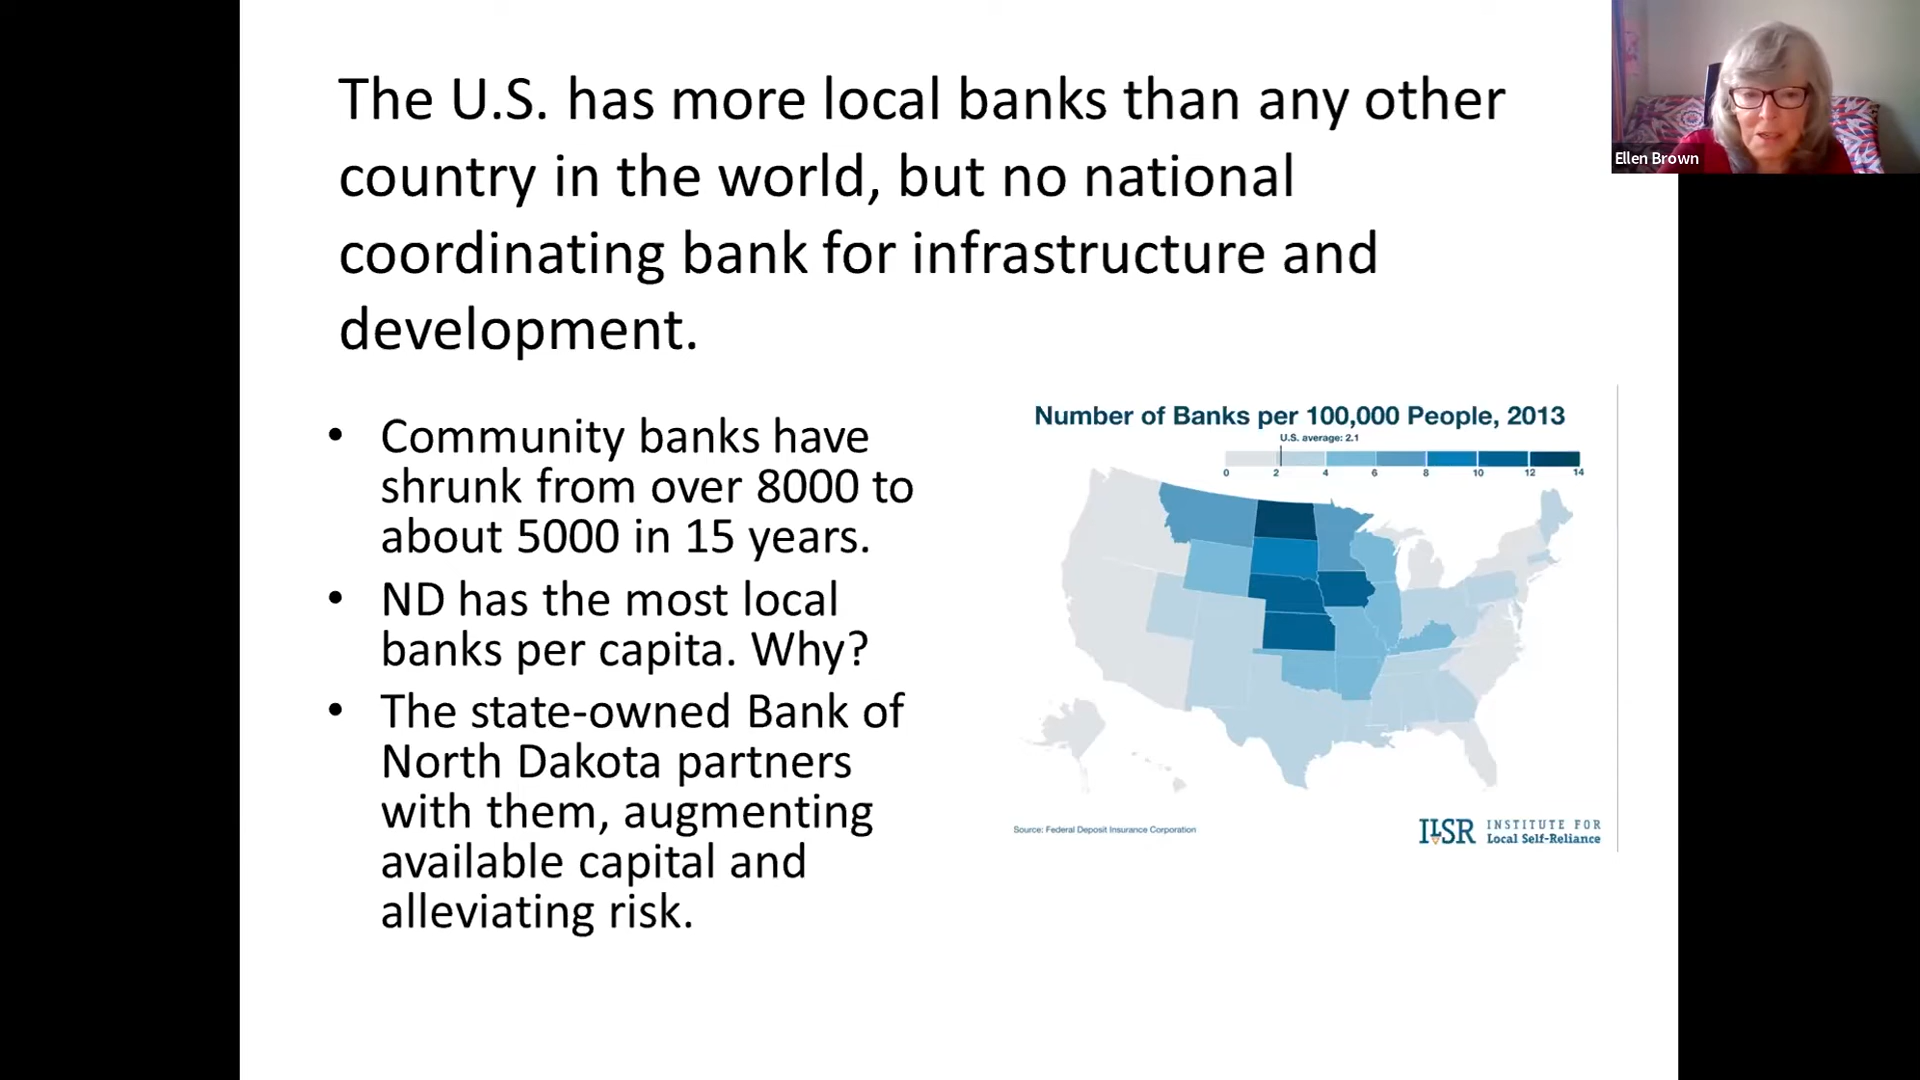 The U.S. has more local banks than any other
country in the world, but no national
coordinating bank for infrastructure and
development.
Ellen Brown
• Community banks have
shrunk from over 8000 to
about 5000 in 15 years.
• ND has the most local
banks per capita. Why?
• The state-owned Bank of
North Dakota partners
with them, augmenting
available capital and
alleviating risk.
Number of Banks per 100,000 People, 2013
U.S. average: 2.1
0 2 4 6 8 10 12 14
Source: Federal Deposit Insurance Corporation
ILSR INSTITUTE FOR
Local Self-Reliance